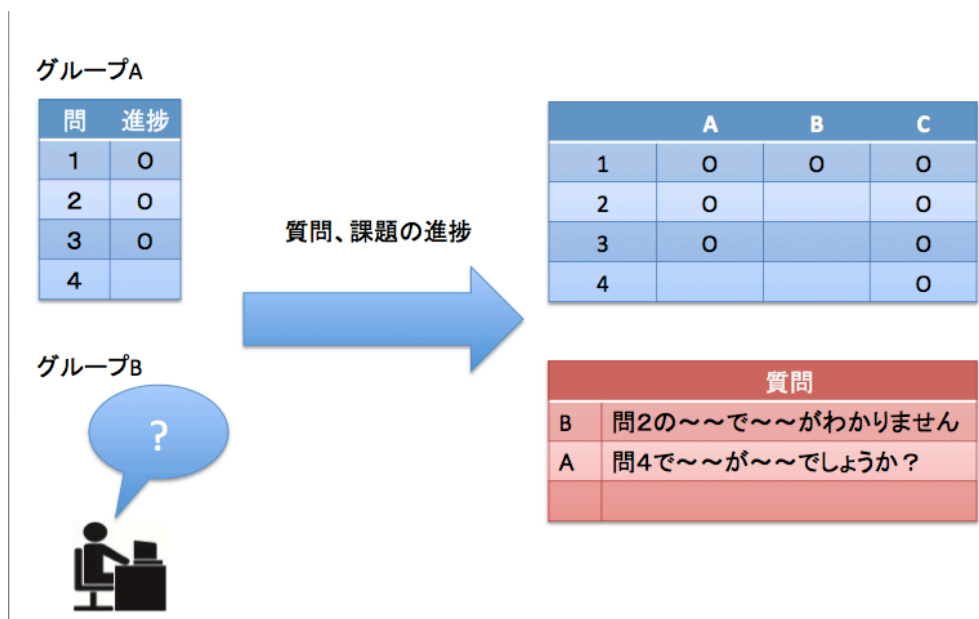 グループA
問 進捗
1 O
2 O
3 O
4
質問、課題の進捗
A B C
1 O O O
2 O O
3 O O
4 O
グループB
?
質問
B 問2の～～で～～がわかりません
A 問4で～～が～～でしょうか？